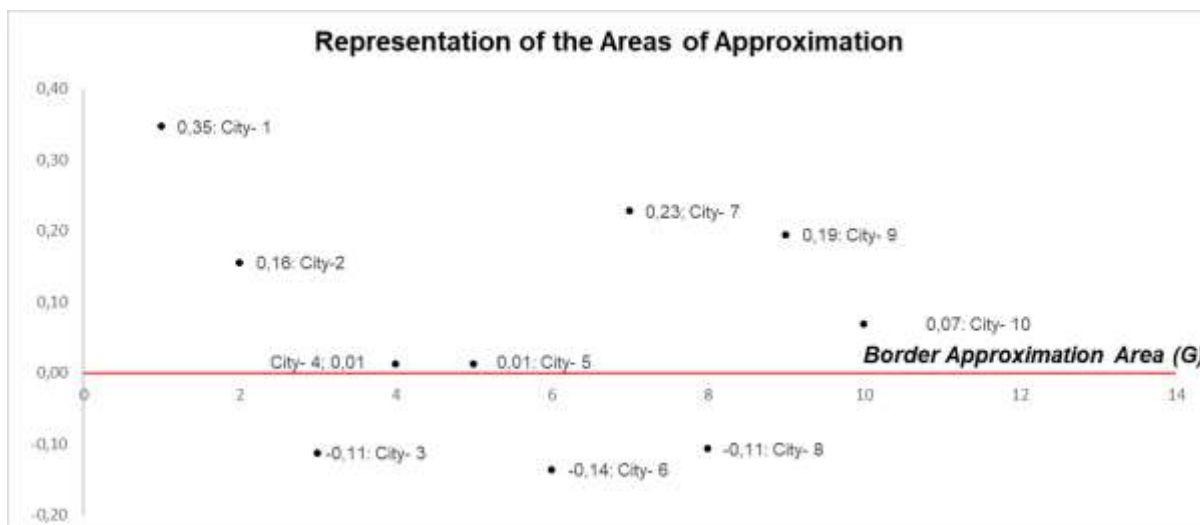 Representation of the Areas of Approximation
0,40
0,35: City- 1
0,30
0,23; City- 7
0,20
0,19: City- 9
0,16: City-2
0,10
0,07: City- 10
City- 4; 0,01
0.01: City- 5
Border Approximation Area (G)
0,00
0 2 4 6 8 10 12 14
-0,10
-0,11: City- 3
-0,14: City- 6
-0,11: City- 8
-0,20